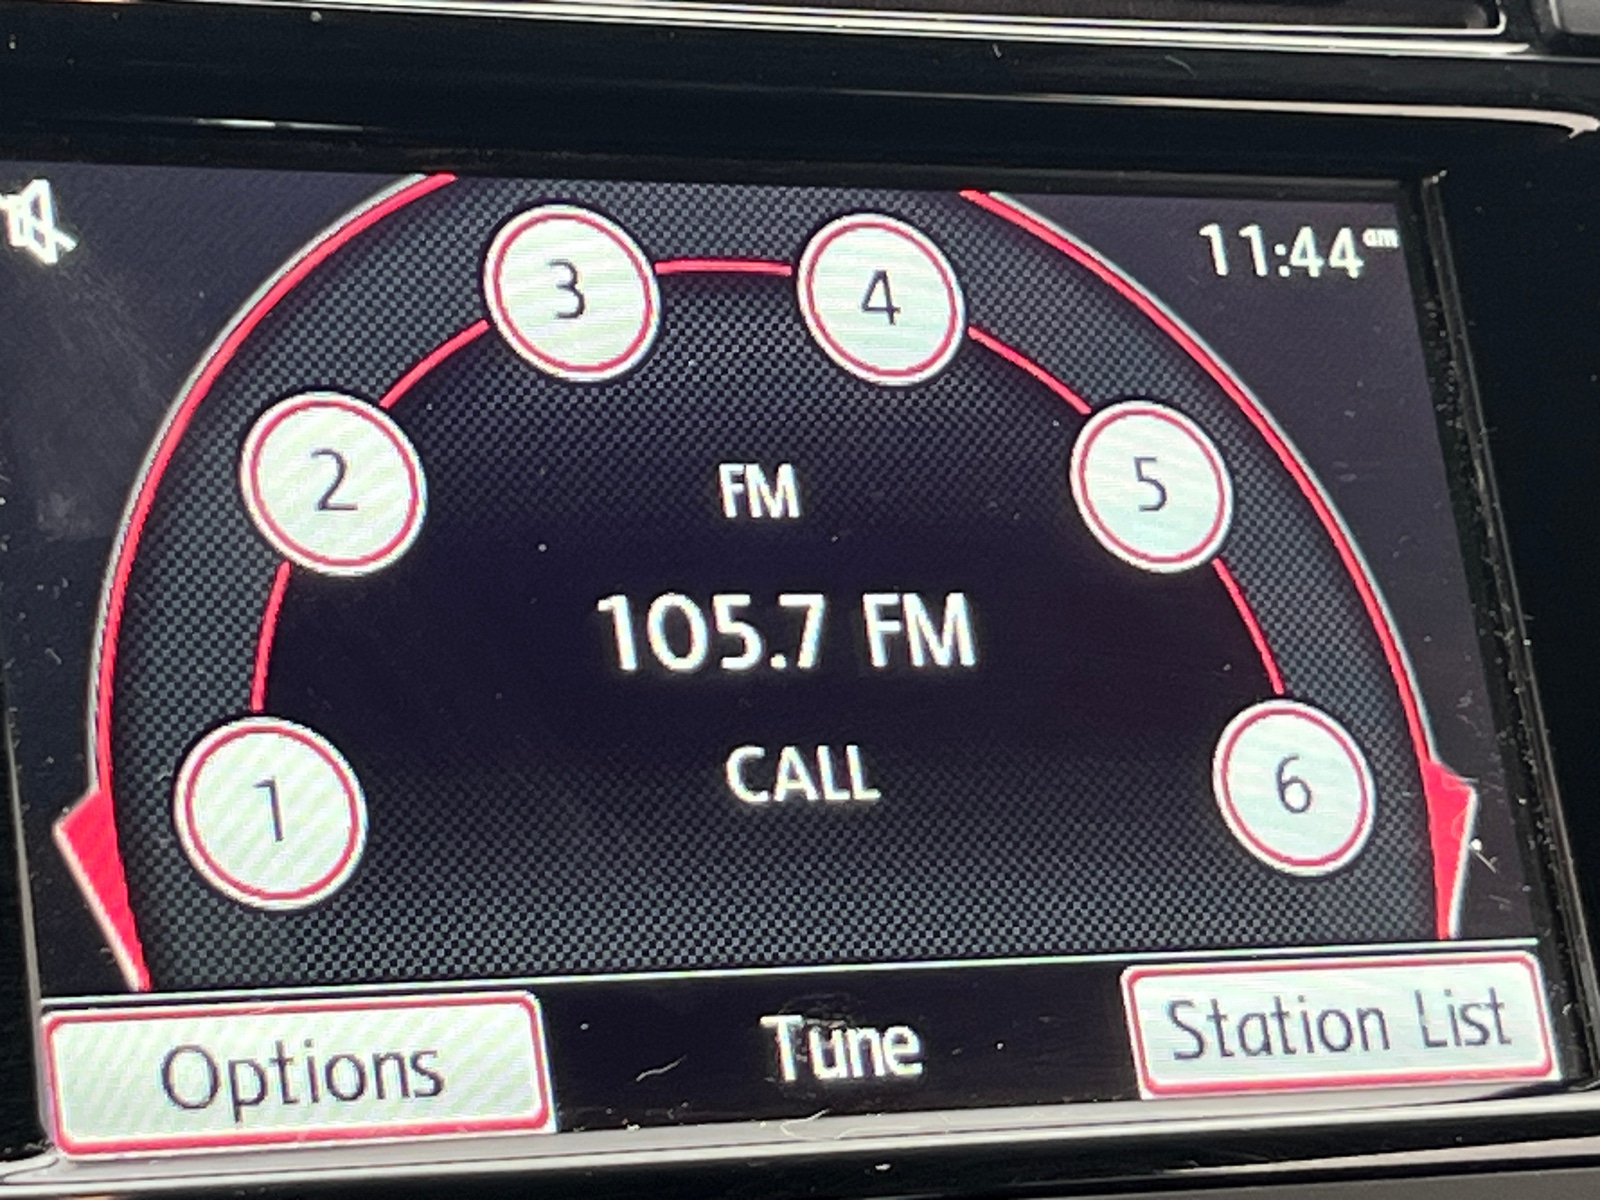 11:44am
3
4
2
5
FM
105.7 FM
1
CALL
6
Options
Tune
Station List